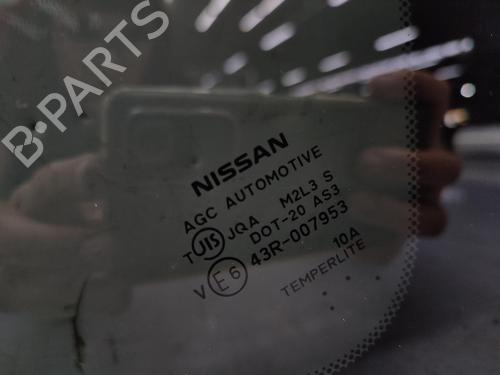 B-PARTS
NISSAN
AGC AUTOMOTIVE
T JIS JQA M2L3 S
DOT-20 AS3
V E6 43R-007953
10A
TEMPERLITE